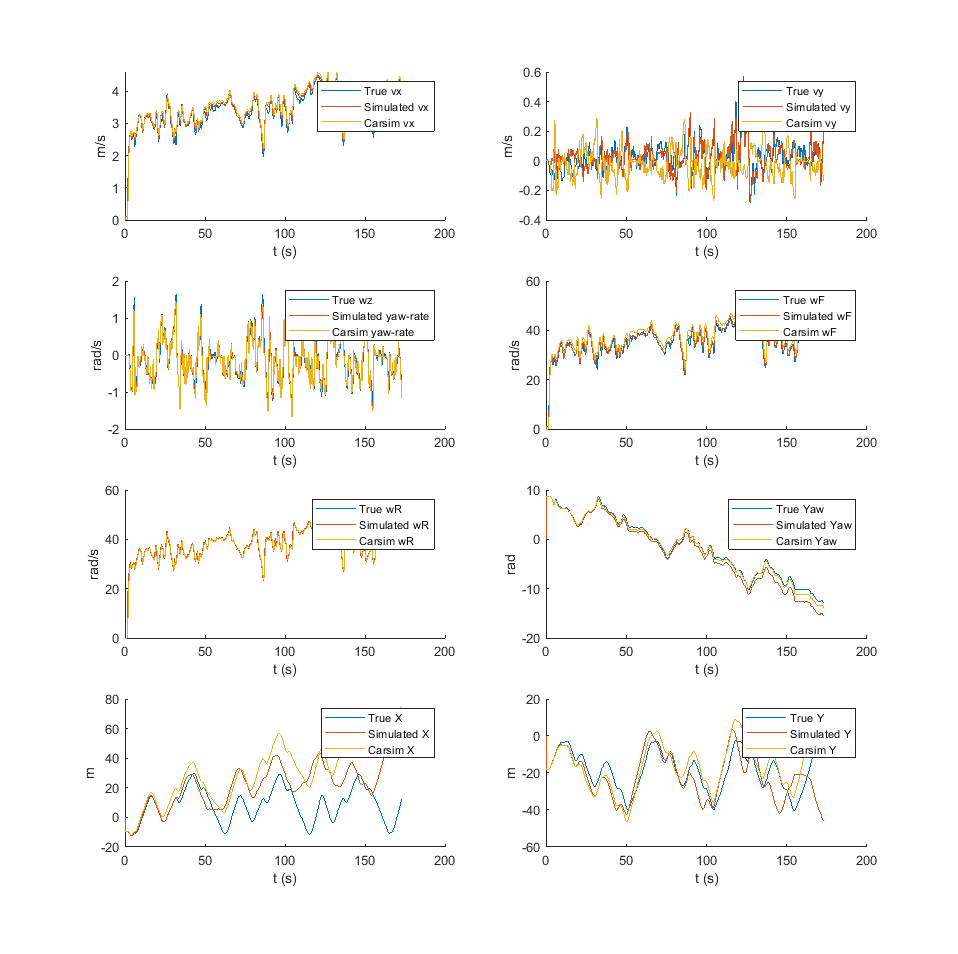 4
3
2
1
0
m/s
True vx
Simulated vx
Carsim vx
0 50 100 150 200
t (s)
0.6
0.4
0.2
0
-0.2
-0.4
m/s
True vy
Simulated vy
Carsim vy
0 50 100 150 200
t (s)
2
1
0
-1
-2
rad/s
True wz
Simulated yaw-rate
Carsim yaw-rate
0 50 100 150 200
t (s)
60
40
20
0
rad/s
True wF
Simulated wF
Carsim wF
0 50 100 150 200
t (s)
60
40
20
0
rad/s
True wR
Simulated wR
Carsim wR
0 50 100 150 200
t (s)
10
0
-10
-20
rad
True Yaw
Simulated Yaw
Carsim Yaw
0 50 100 150 200
t (s)
80
60
40
20
0
-20
m
True X
Simulated X
Carsim X
0 50 100 150 200
t (s)
20
0
-20
-40
-60
m
True Y
Simulated Y
Carsim Y
0 50 100 150 200
t (s)